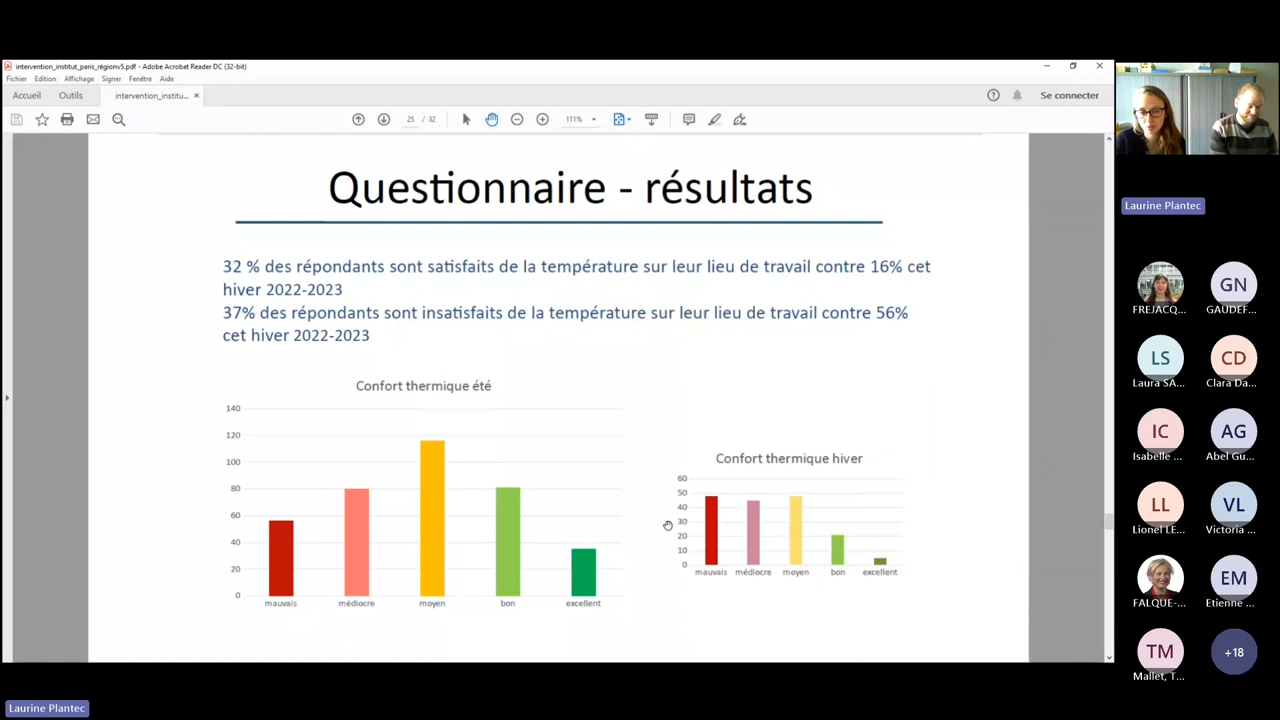 intervention_institut_paris_régionv5.pdf - Adobe Acrobat Reader DC (32-bit)
Fichier Edition Affichage Signer Fenêtre Aide
Accueil Outils intervention_institu... × Se connecter
25 / 32 111%
Questionnaire - résultats
32 % des répondants sont satisfaits de la température sur leur lieu de travail contre 16% cet
hiver 2022-2023
37% des répondants sont insatisfaits de la température sur leur lieu de travail contre 56%
cet hiver 2022-2023
Confort thermique été
140
120
100
80
60
40
20
0
mauvais médiocre moyen bon excellent
Confort thermique hiver
60
50
40
30
20
10
0
mauvais médiocre moyen bon excellent
Laurine Plantec
GN
FREJACQ... GAUDEF...
LS CD
Laura SA... Clara Da...
IC AG
Isabelle ... Abel Gu...
LL VL
Lionel LE... Victoria ...
EM
FALQUE-... Etienne ...
TM +18
Mallet, T...
Laurine Plantec